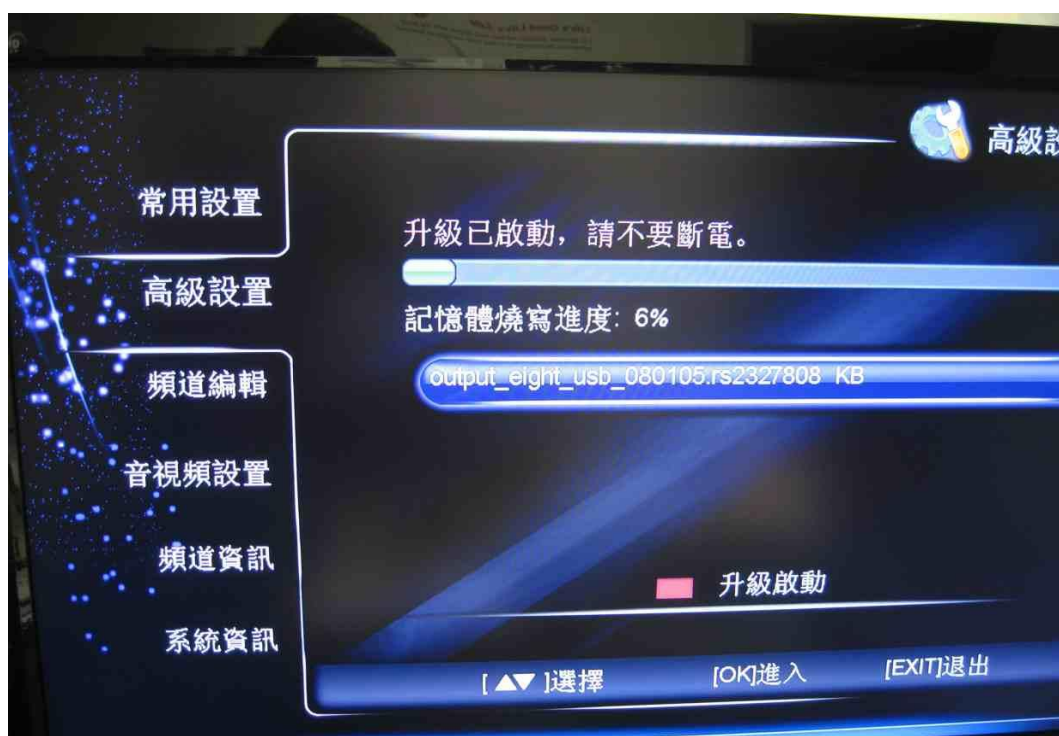 高級設
常用設置
升級已啟動，請不要斷電。
高級設置
記憶體燒寫進度: 6%
頻道編輯
output_eight_usb_080105.rs2327808 KB
音視頻設置
頻道資訊
升級啟動
系統資訊
[▲▼]選擇 [OK]進入 [EXIT]退出